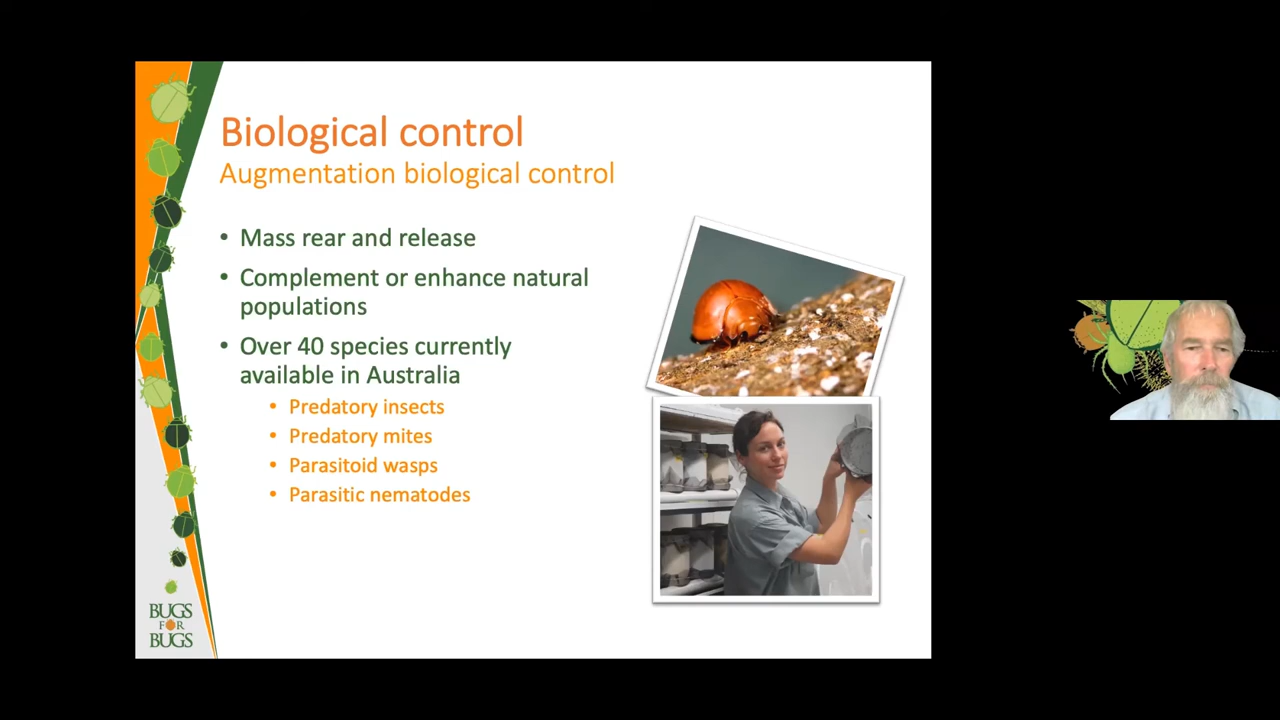 Biological control
Augmentation biological control
• Mass rear and release
• Complement or enhance natural
populations
• Over 40 species currently
available in Australia
• Predatory insects
• Predatory mites
• Parasitoid wasps
• Parasitic nematodes
BUGS
FOR
BUGS